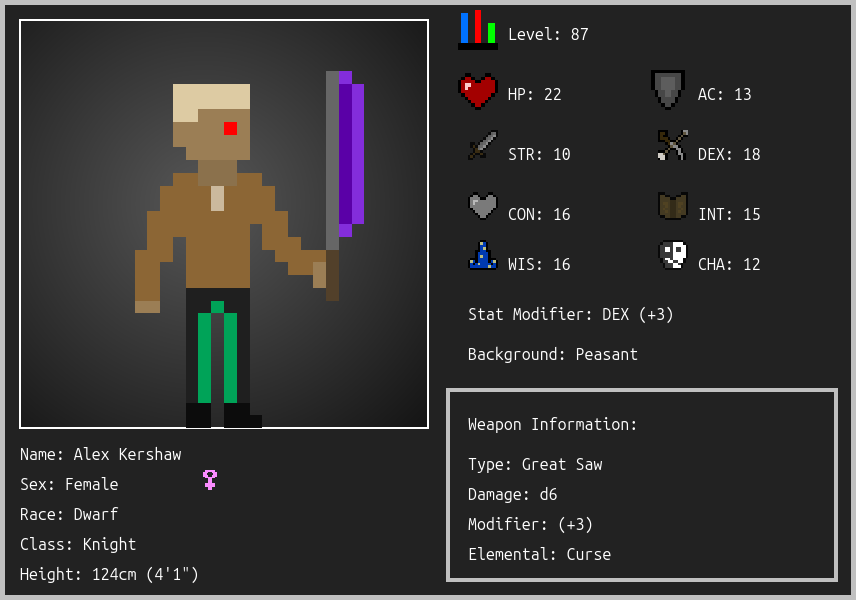 Level: 87
HP: 22
AC: 13
STR: 10
DEX: 18
CON: 16
INT: 15
WIS: 16
CHA: 12
Stat Modifier: DEX (+3)
Background: Peasant
Weapon Information:
Type: Great Saw
Damage: d6
Modifier: (+3)
Elemental: Curse
Name: Alex Kershaw
Sex: Female
Race: Dwarf
Class: Knight
Height: 124cm (4'1")